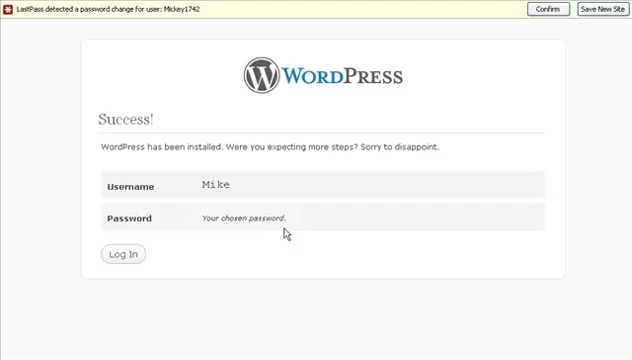 LastPass detected a password change for user: Mickey1742
Confirm
Save New Site
WORDPRESS
Success!
WordPress has been installed. Were you expecting more steps? Sorry to disappoint.
Username Mike
Password Your chosen password.
Log In